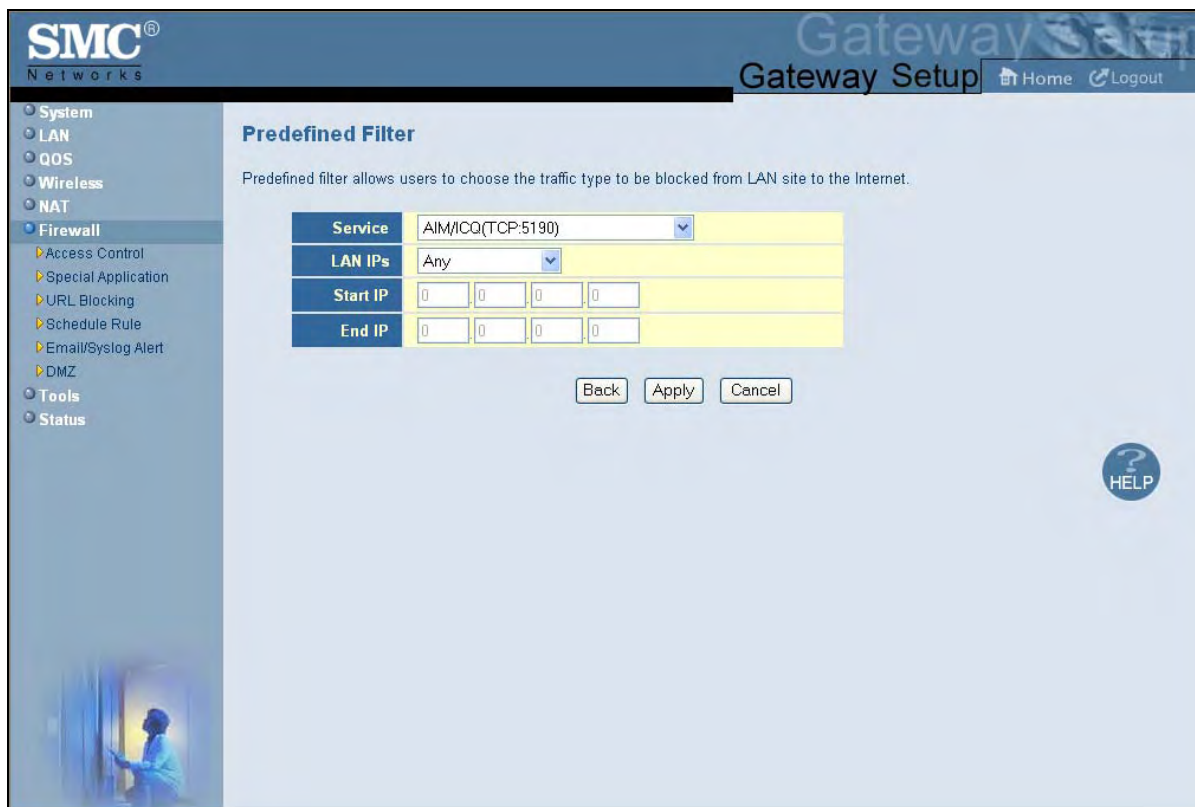 SMC®
Networks
Gateway Setup
Gateway Setup
Home
Logout
System
LAN
QOS
Wireless
NAT
Firewall
Access Control
Special Application
URL Blocking
Schedule Rule
Email/Syslog Alert
DMZ
Tools
Status
Predefined Filter
Predefined filter allows users to choose the traffic type to be blocked from LAN site to the Internet.
Service AIM/ICQ(TCP:5190)
LAN IPs Any
Start IP 0 .0 .0 .0
End IP 0 .0 .0 .0
Back Apply Cancel
?
HELP